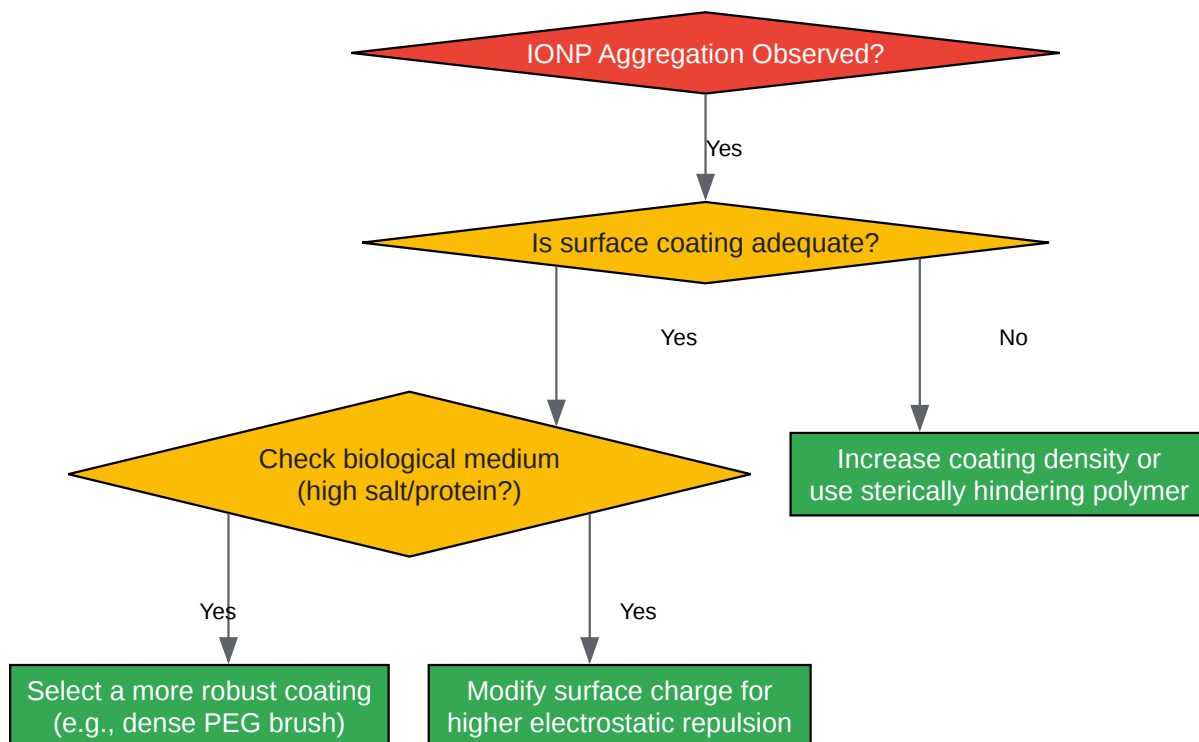 IONP Aggregation Observed?
Yes
Is surface coating adequate?
Yes
No
Check biological medium
(high salt/protein?)
Increase coating density or
use sterically hindering polymer
Yes
Yes
Select a more robust coating
(e.g., dense PEG brush)
Modify surface charge for
higher electrostatic repulsion